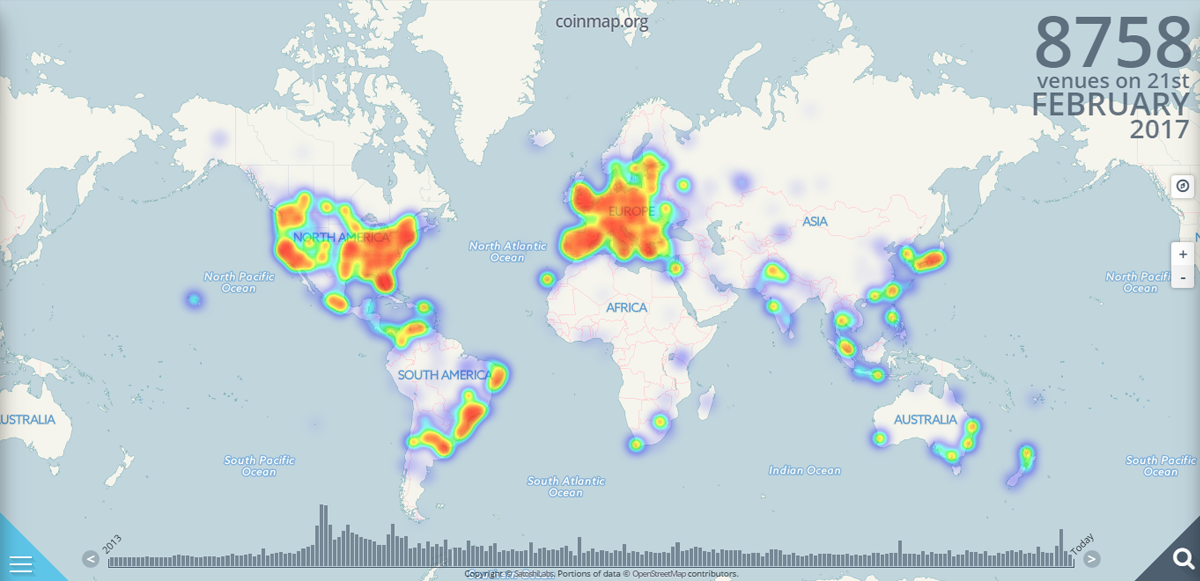 coinmap.org
8758
venues on 21st
FEBRUARY
2017
EUROPE
ASIA
NORTH AMERICA
North Atlantic
Ocean
North Pacific
Ocean
North Pacific
Ocean
AFRICA
SOUTH AMERICA
AUSTRALIA
AUSTRALIA
South Pacific
Ocean
Indian Ocean
South Pacific
Ocean
South Atlantic
Ocean
+
-
2013
Today
<
>
Copyright © SatoshiLabs. Portions of data © OpenStreetMap contributors.